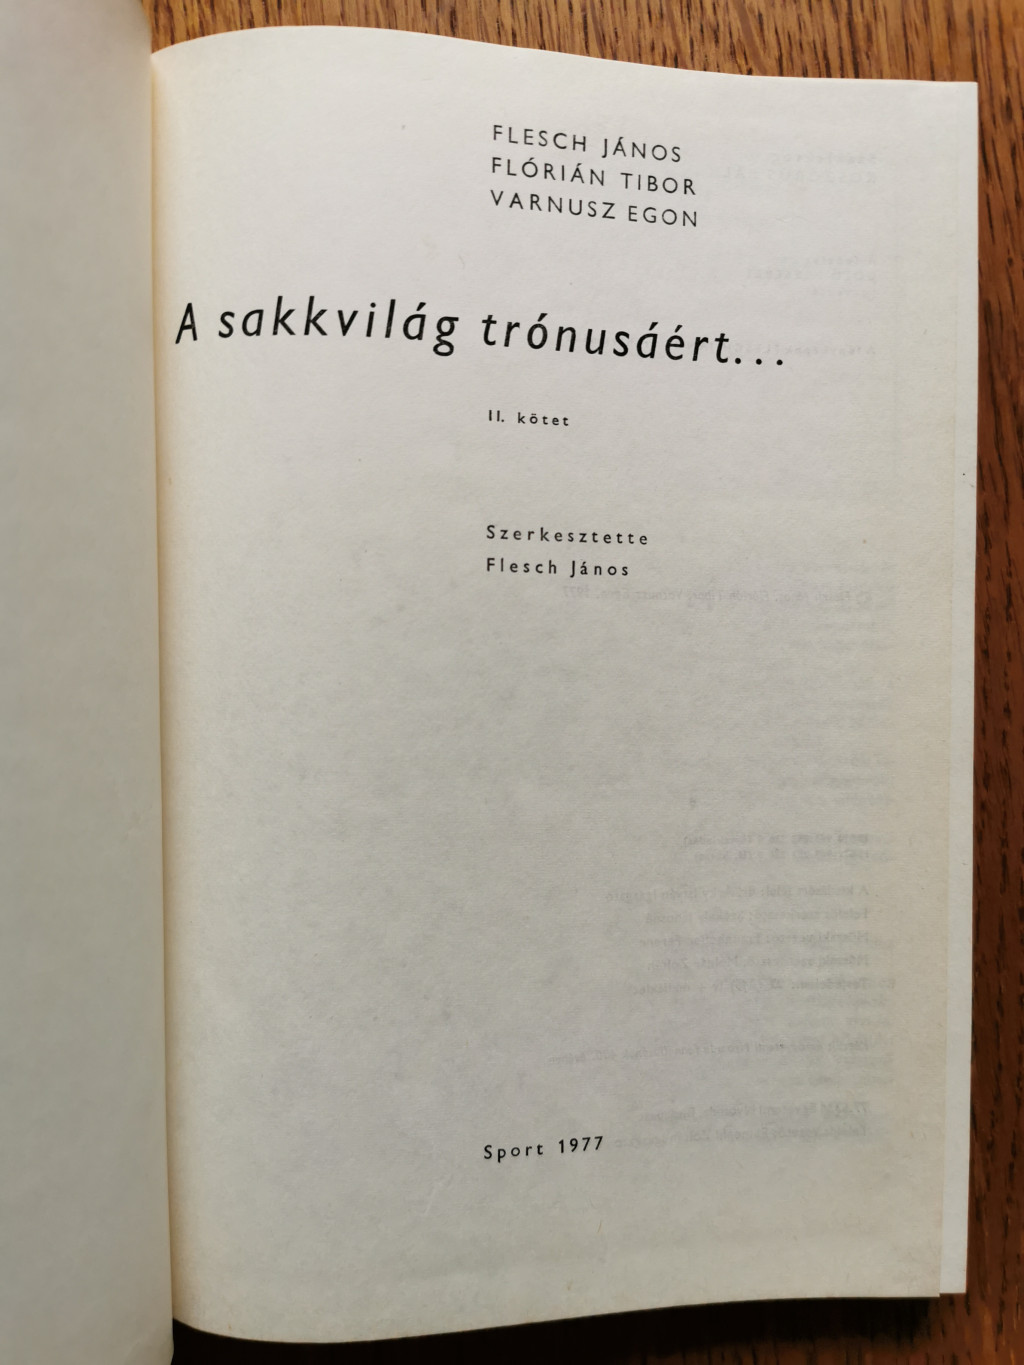 FLESCH JÁNOS
FLÓRIÁN TIBOR
VARNUSZ EGON
A sakkvilág trónusáért...
II. kötet
Szerkesztette
Flesch János
Sport 1977